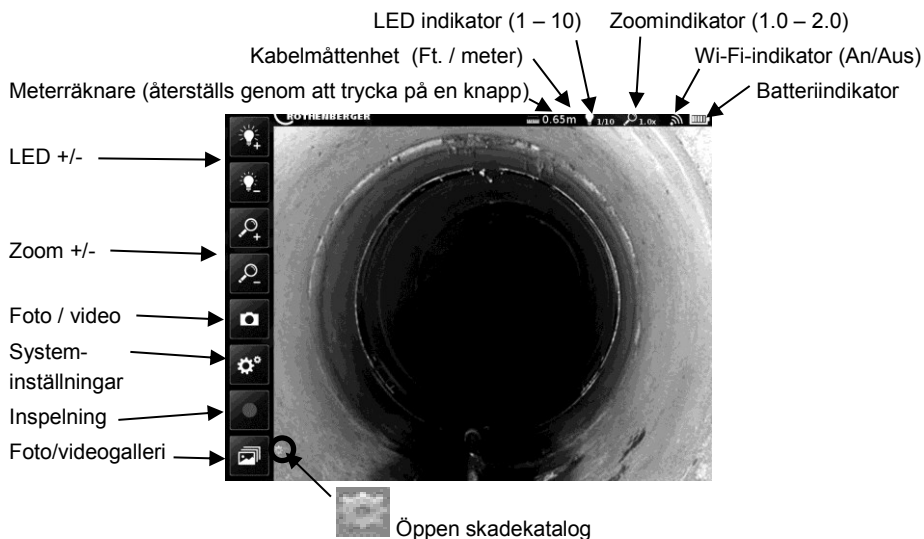 LED indikator (1 – 10) Zoomindikator (1.0 – 2.0)
Kabelmåttenhet (Ft. / meter) Wi-Fi-indikator (An/Aus)
Meterräknare (återställs genom att trycka på en knapp) Batteriindikator
ROTHENBERGER 0.65m 1/10 1.0x
LED +/-
Zoom +/-
Foto / video
System-
inställningar
Inspelning
Foto/videogalleri
Öppen skadekatalog